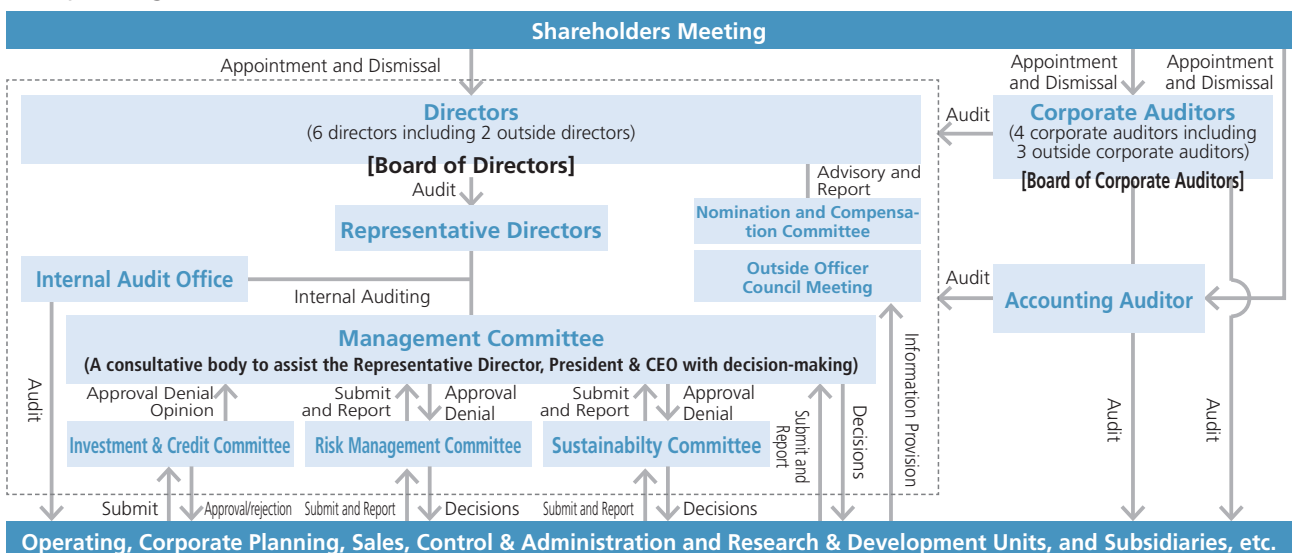 Shareholders Meeting
Appointment and Dismissal
Appointment
and Dismissal
Appointment
and Dismissal
Directors
(6 directors including 2 outside directors)
[Board of Directors]
Audit
Corporate Auditors
(4 corporate auditors including
3 outside corporate auditors)
[Board of Corporate Auditors]
Audit
Advisory and
Report
Representative Directors
Nomination and Compensa-
tion Committee
Internal Audit Office
Internal Auditing
Outside Officer
Council Meeting
Audit
Accounting Auditor
Management Committee
(A consultative body to assist the Representative Director, President & CEO with decision-making)
Audit
Approval Denial
Opinion
Submit
and Report
Approval
Denial
Submit
and Report
Approval
Denial
Submit and
Report
Decisions
Information Provision
Audit
Audit
Investment & Credit Committee
Risk Management Committee
Sustainabilty Committee
Submit
Approval/rejection
Submit and Report
Decisions
Submit and Report
Decisions
Operating, Corporate Planning, Sales, Control & Administration and Research & Development Units, and Subsidiaries, etc.